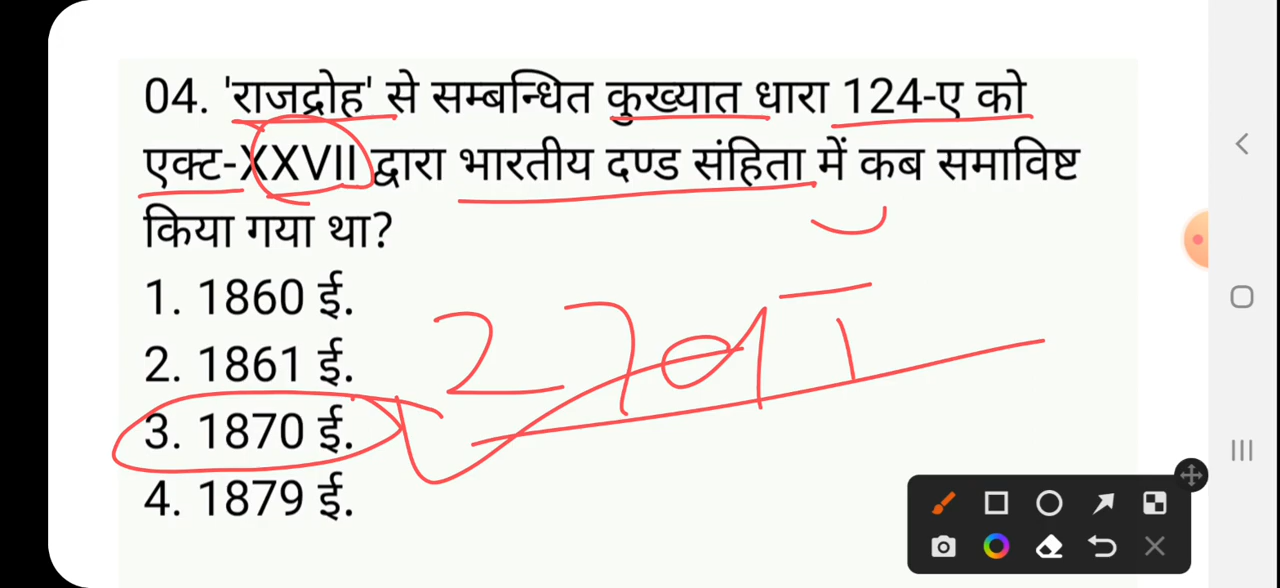 04. 'राजद्रोह' से सम्बन्धित कुख्यात धारा 124-ए को
एक्ट-XXVII द्वारा भारतीय दण्ड संहिता में कब समाविष्ट
किया गया था?
1. 1860 ई.
2. 1861 ई.
3. 1870 ई.
4. 1879 ई.
27वां